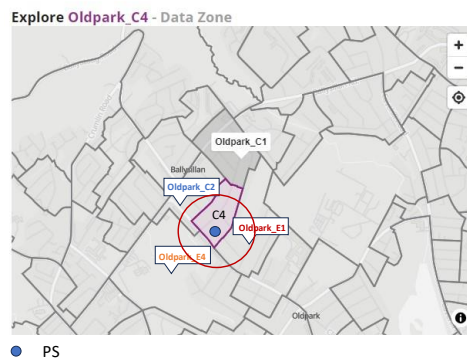 Explore Oldpark_C4 - Data Zone
+
−
Oldpark_C1
Ballysillan
Oldpark_C2
C4
Oldpark_E1
Oldpark_E4
Oldpark
PS